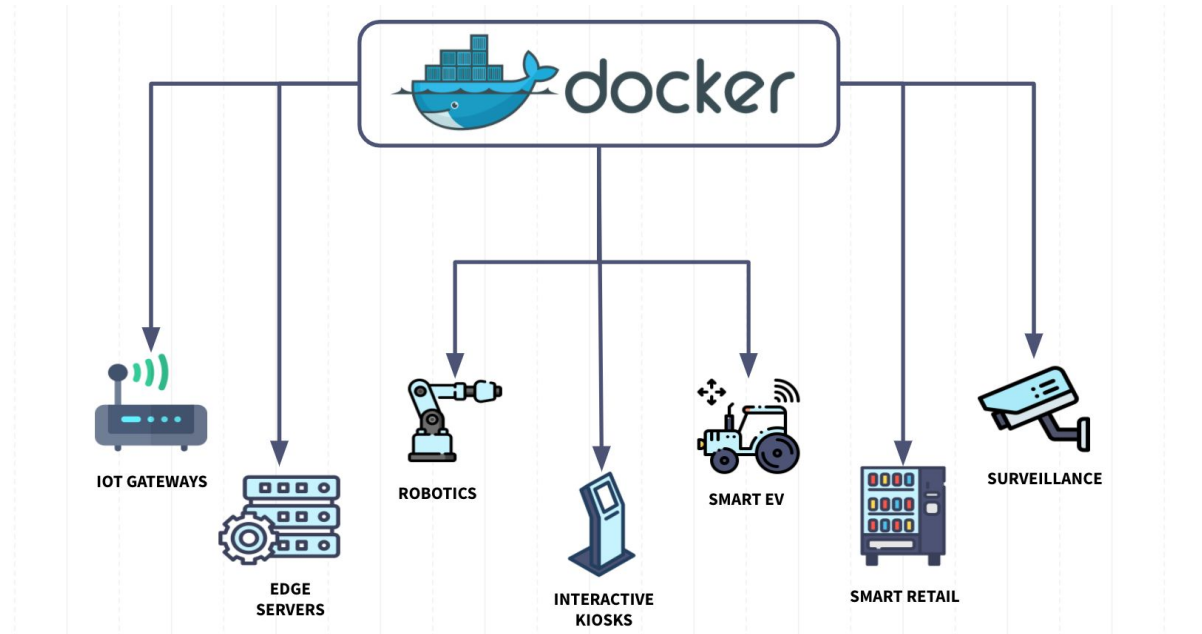 docker
IOT GATEWAYS
EDGE
SERVERS
ROBOTICS
INTERACTIVE
KIOSKS
SMART EV
SMART RETAIL
SURVEILLANCE